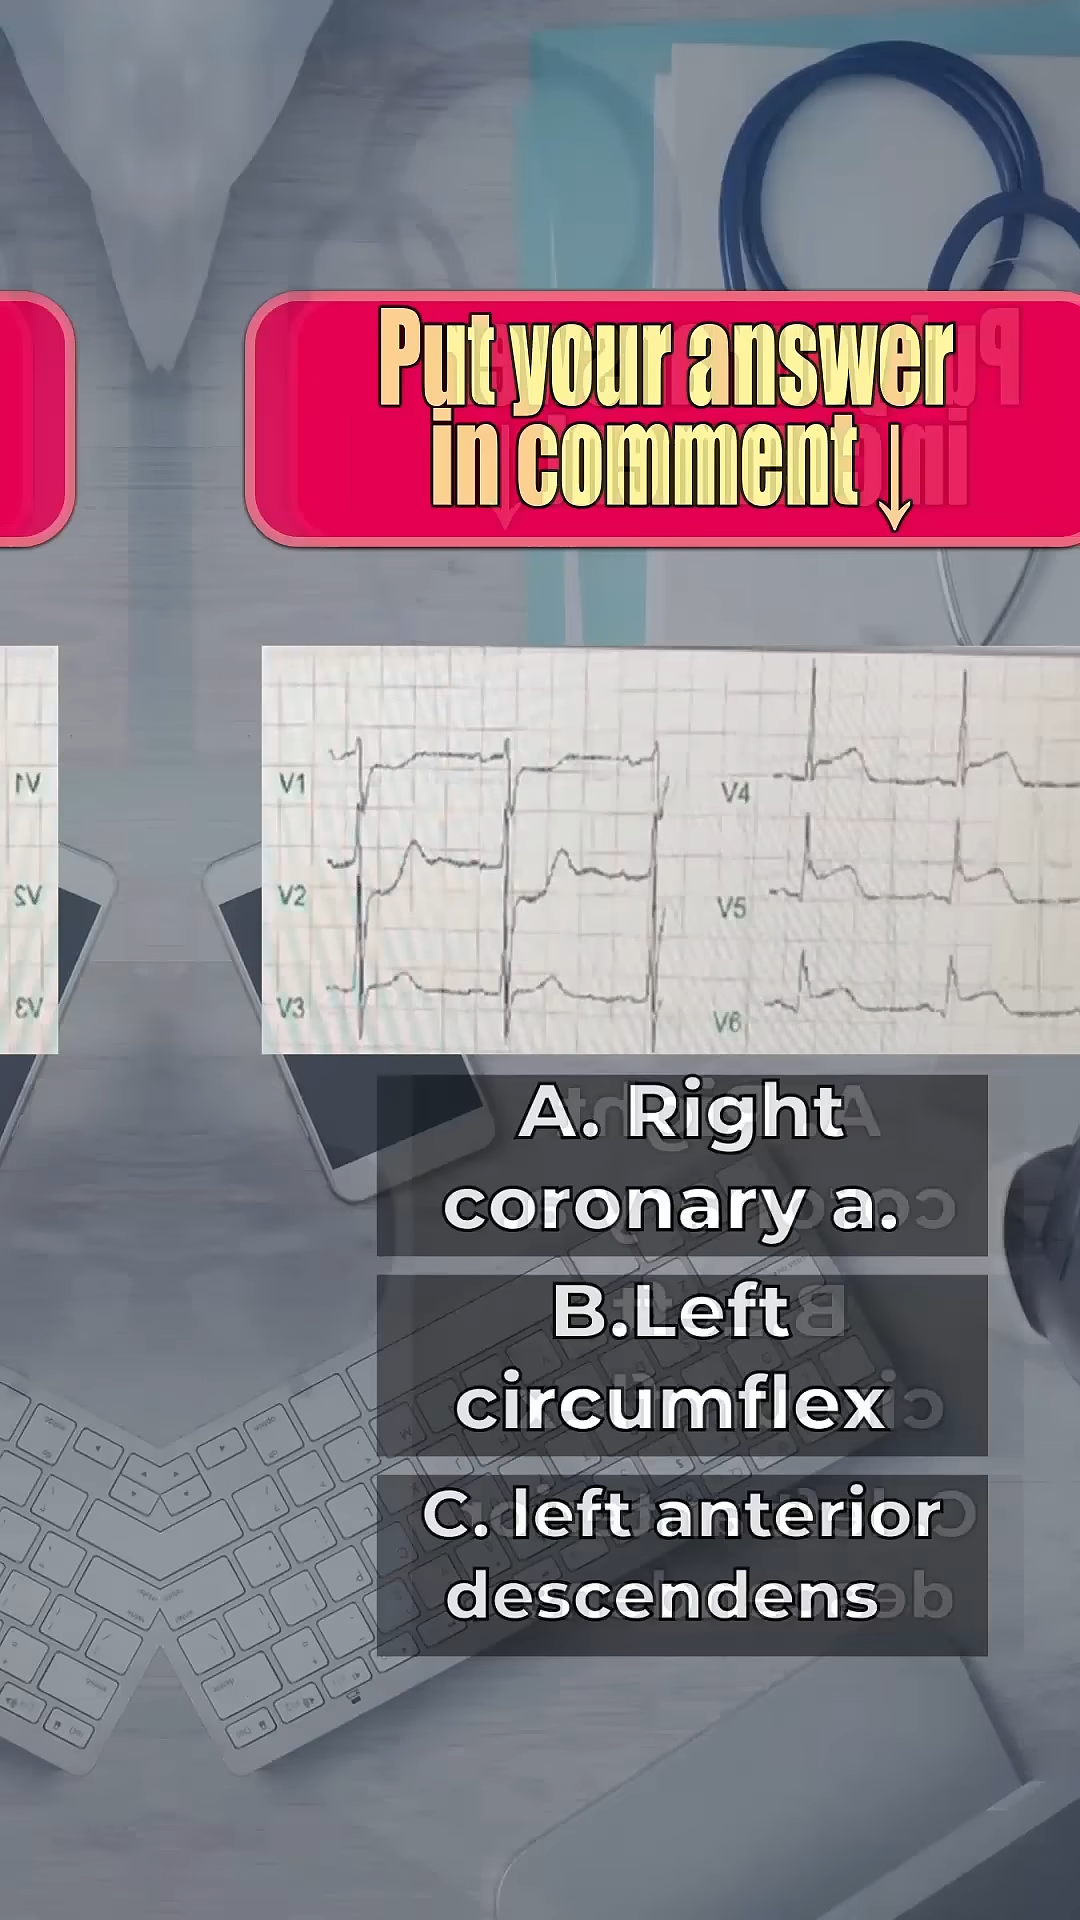 Put your answer
in comment ↓
V1
V2
V3
V4
V5
V6
A. Right
coronary a.
B.Left
circumflex
C. left anterior
descendens